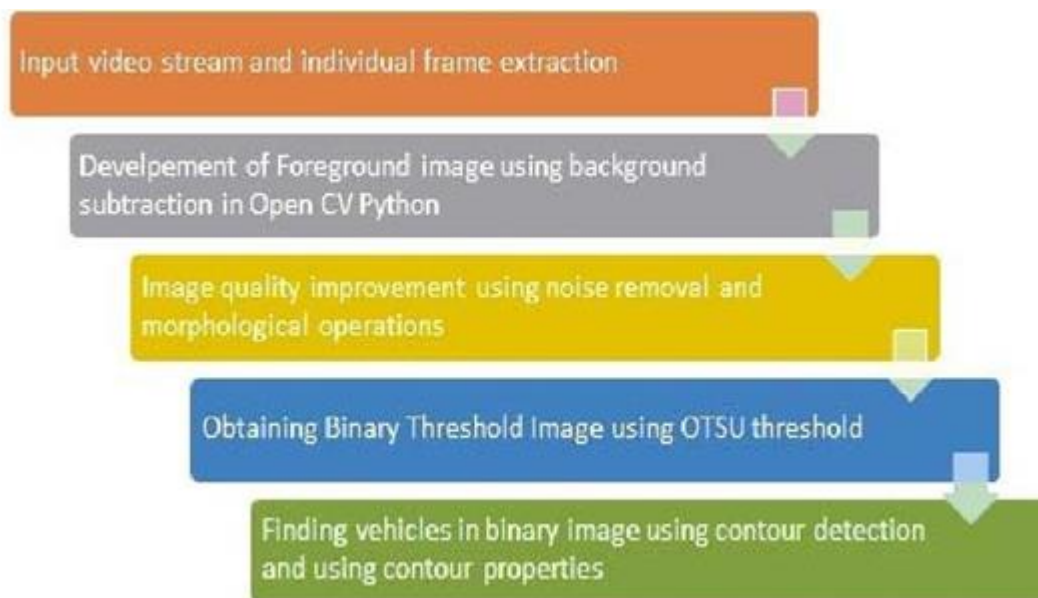 Input video stream and individual frame extraction
Develpement of Foreground image using background
subtraction in Open CV Python
Image quality improvement using noise removal and
morphological operations
Obtaining Binary Threshold Image using OTSU threshold
Finding vehicles in binary image using contour detection
and using contour properties